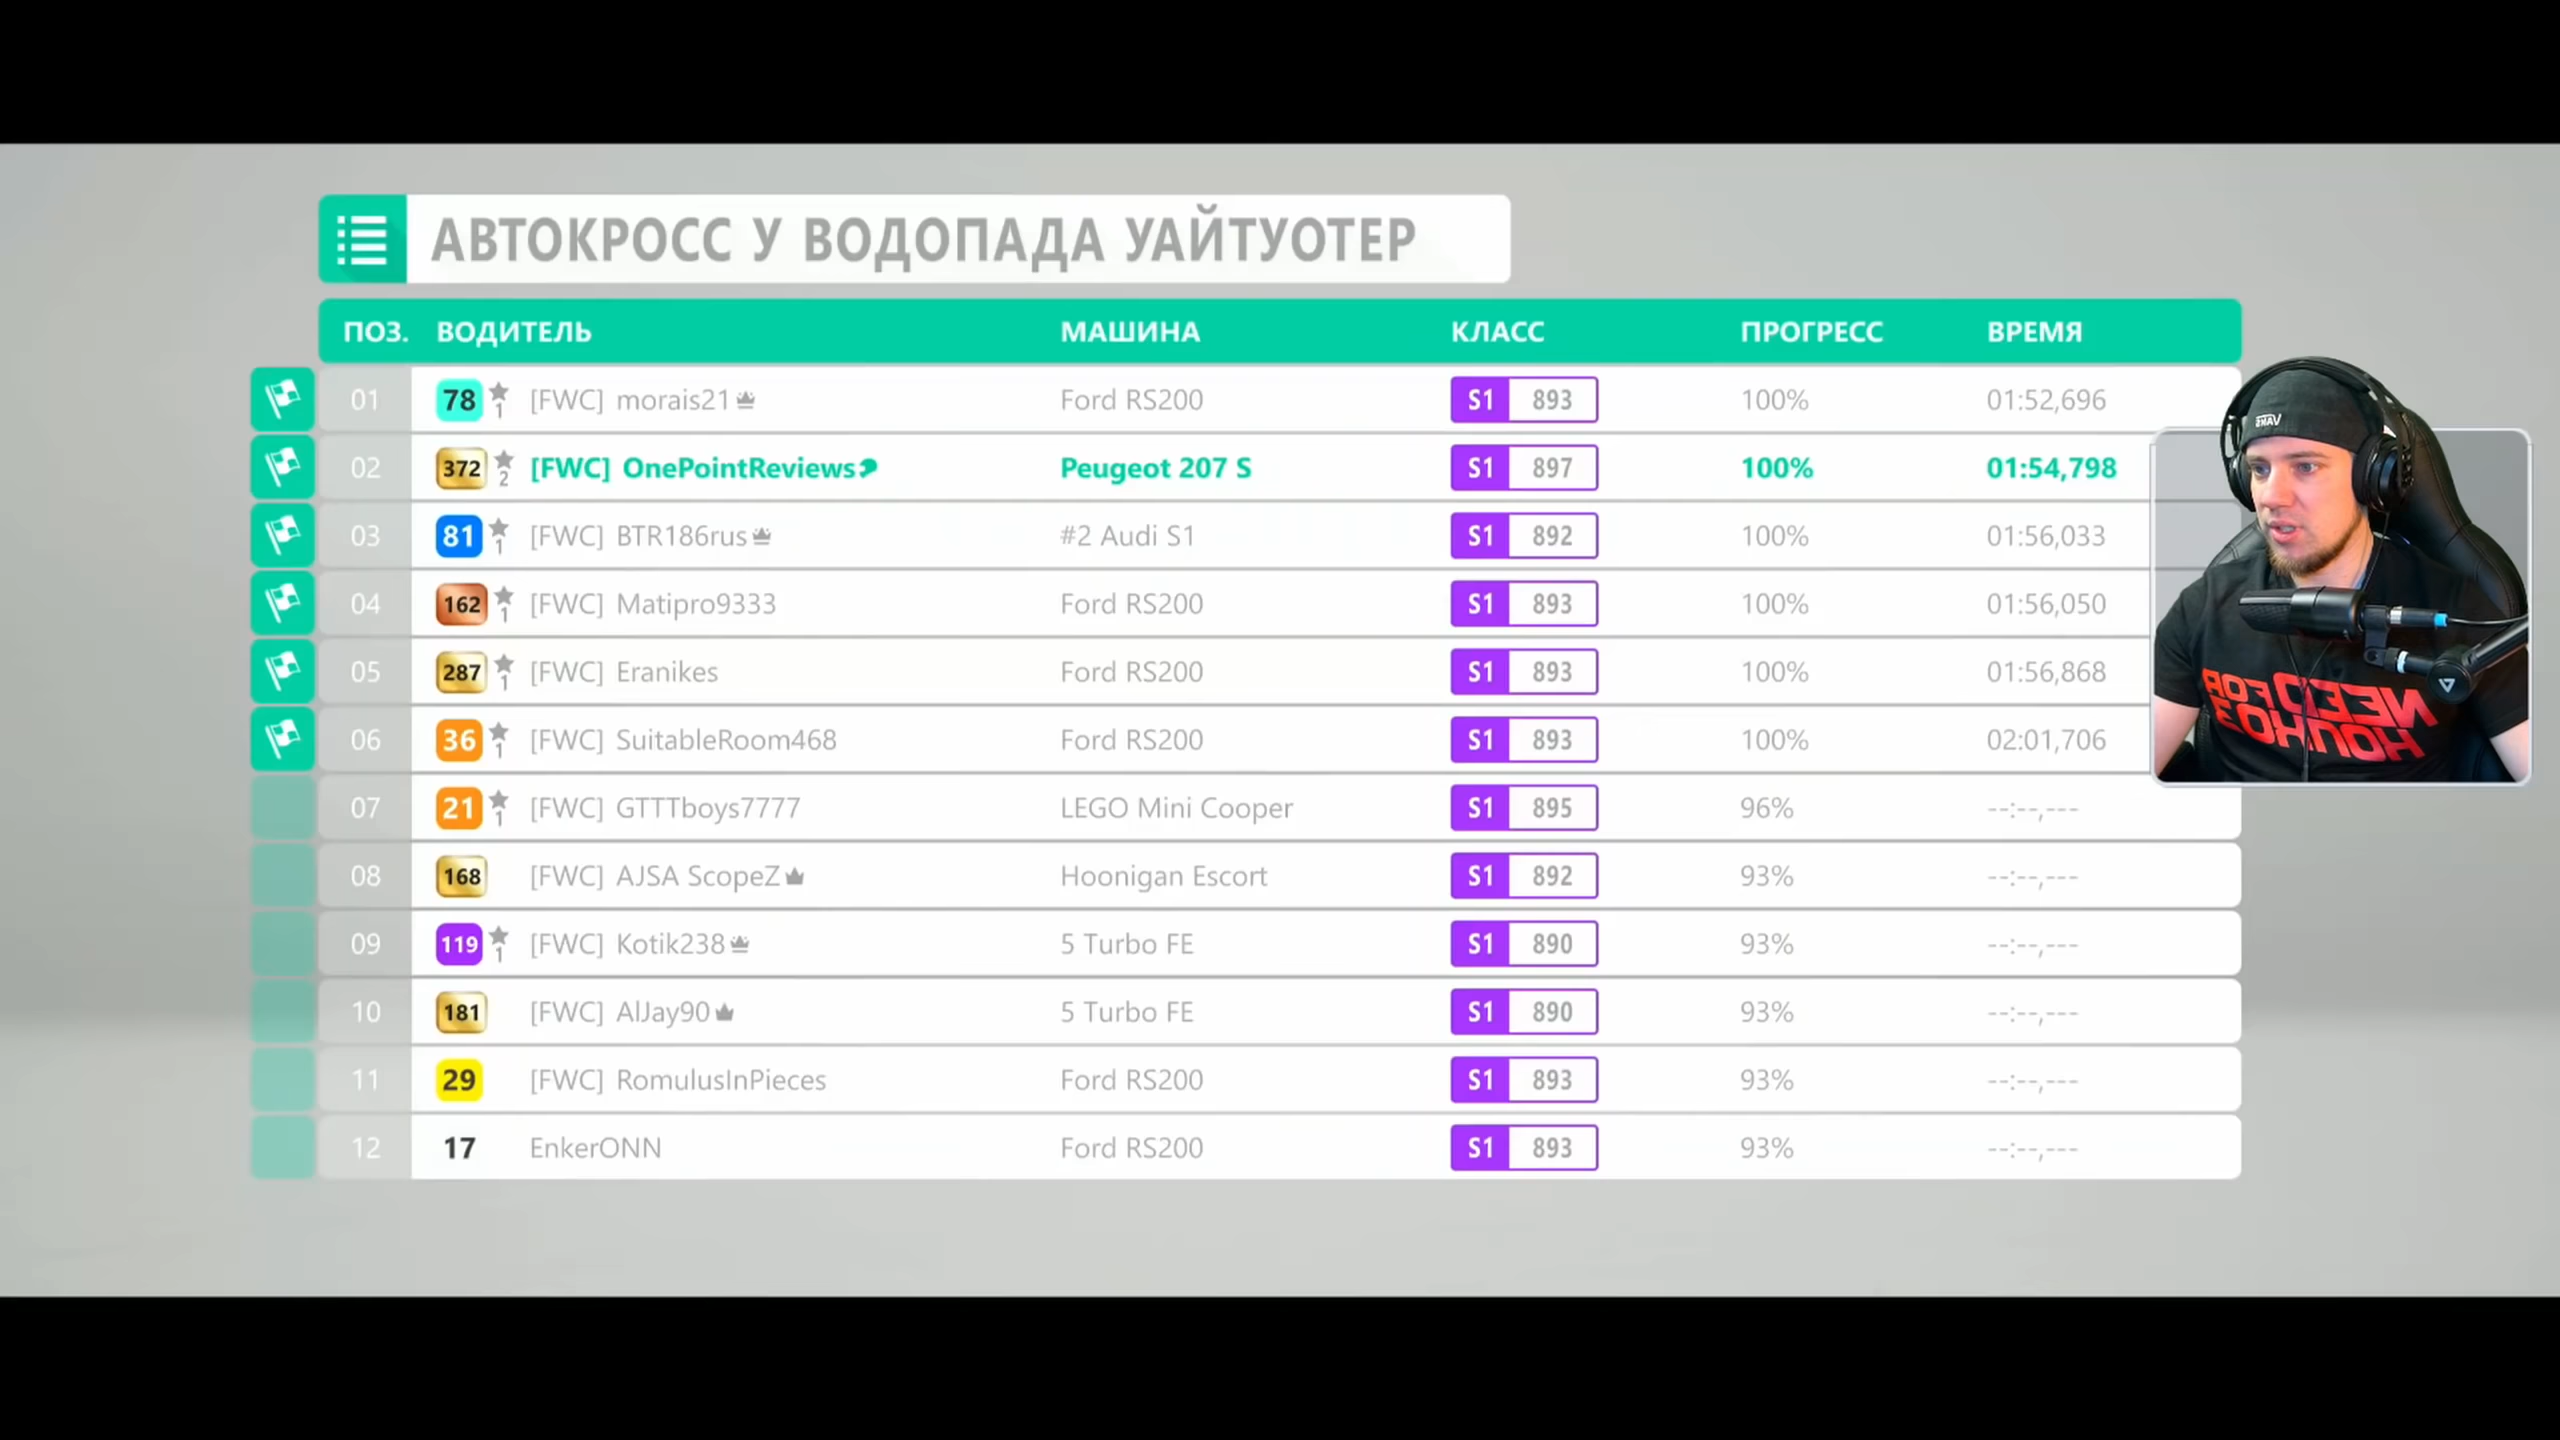 АВТОКРОСС У ВОДОПАДА УАЙТУОТЕР
ПОЗ. ВОДИТЕЛЬ МАШИНА КЛАСС ПРОГРЕСС ВРЕМЯ
01 78 1 [FWC] morais21 Ford RS200 S1 893 100% 01:52,696
02 372 2 [FWC] OnePointReviews Peugeot 207 S S1 897 100% 01:54,798
03 81 1 [FWC] BTR186rus #2 Audi S1 S1 892 100% 01:56,033
04 162 1 [FWC] Matipro9333 Ford RS200 S1 893 100% 01:56,050
05 287 1 [FWC] Eranikes Ford RS200 S1 893 100% 01:56,868
06 36 1 [FWC] SuitableRoom468 Ford RS200 S1 893 100% 02:01,706
07 21 1 [FWC] GTTTboys7777 LEGO Mini Cooper S1 895 96% --:--,---
08 168 [FWC] AJSA ScopeZ Hoonigan Escort S1 892 93% --:--,---
09 119 1 [FWC] Kotik238 5 Turbo FE S1 890 93% --:--,---
10 181 [FWC] AlJay90 5 Turbo FE S1 890 93% --:--,---
11 29 [FWC] RomulusInPieces Ford RS200 S1 893 93% --:--,---
12 17 EnkerONN Ford RS200 S1 893 93% --:--,---
VANS
NEED FOR
ПОНОЗ